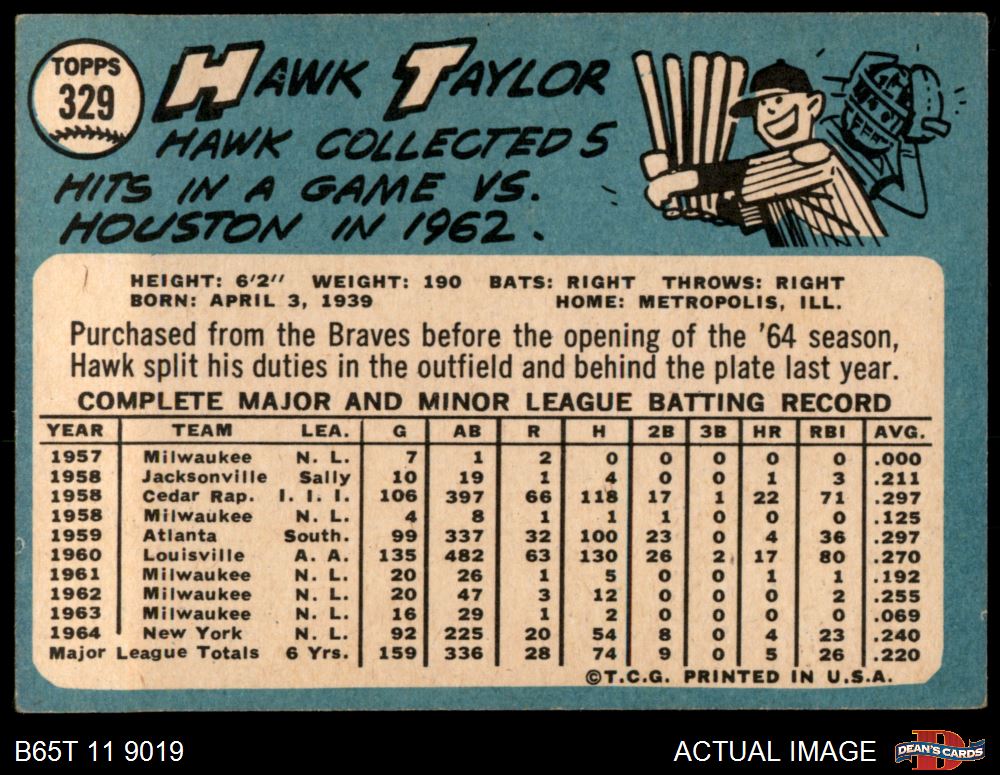 TOPPS
329
HAWK TAYLOR
HAWK COLLECTED 5
HITS IN A GAME VS.
HOUSTON IN 1962.
HEIGHT: 6'2" WEIGHT: 190 BATS: RIGHT THROWS: RIGHT
BORN: APRIL 3, 1939 HOME: METROPOLIS, ILL.
Purchased from the Braves before the opening of the '64 season,
Hawk split his duties in the outfield and behind the plate last year.
COMPLETE MAJOR AND MINOR LEAGUE BATTING RECORD
YEAR TEAM LEA. G AB R H 2B 3B HR RBI AVG.
1957 Milwaukee N. L. 7 1 2 0 0 0 0 0 .000
1958 Jacksonville Sally 10 19 1 4 0 0 1 3 .211
1958 Cedar Rap. I. I. I. 106 397 66 118 17 1 22 71 .297
1958 Milwaukee N. L. 4 8 1 1 1 0 0 0 .125
1959 Atlanta South. 99 337 32 100 23 0 4 36 .297
1960 Louisville A. A. 135 482 63 130 26 2 17 80 .270
1961 Milwaukee N. L. 20 26 1 5 0 0 1 1 .192
1962 Milwaukee N. L. 20 47 3 12 0 0 0 2 .255
1963 Milwaukee N. L. 16 29 1 2 0 0 0 0 .069
1964 New York N. L. 92 225 20 54 8 0 4 23 .240
Major League Totals 6 Yrs. 159 336 28 74 9 0 5 26 .220
©T.C.G. PRINTED IN U.S.A.
B65T 11 9019 ACTUAL IMAGE DEAN'S CARDS